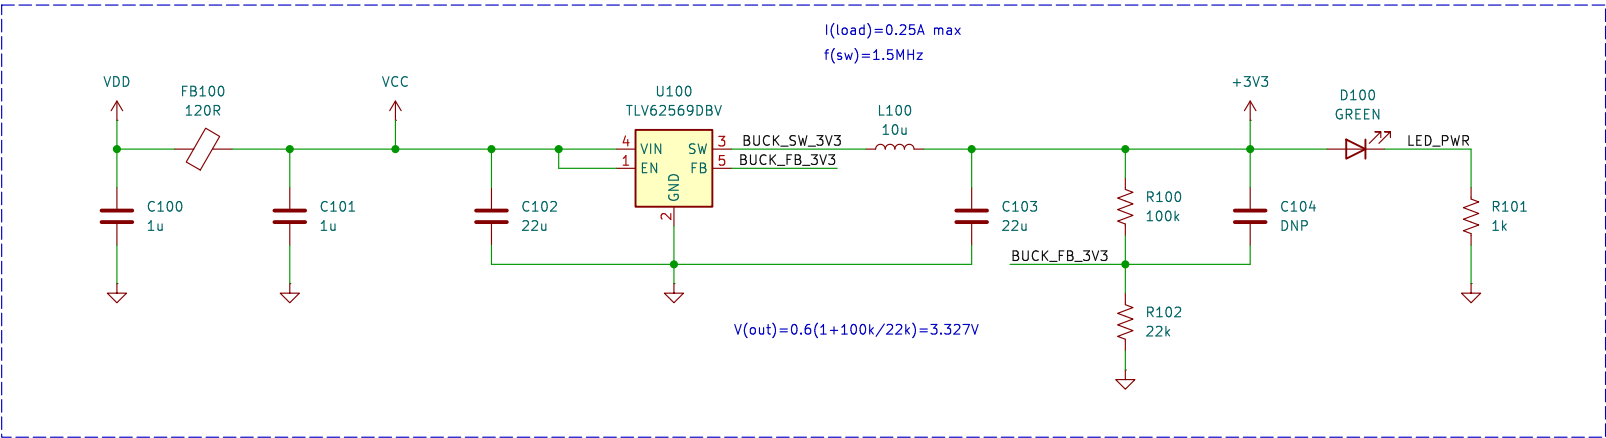 I(load)=0.25A max
f(sw)=1.5MHz
VDD
FB100
120R
VCC
U100
TLV62569DBV
4
1
VIN
EN
SW
FB
GND
3
5
2
BUCK_SW_3V3
BUCK_FB_3V3
L100
10u
+3V3
D100
GREEN
LED_PWR
C100
1u
C101
1u
C102
22u
C103
22u
R100
100k
C104
DNP
R101
1k
BUCK_FB_3V3
R102
22k
V(out)=0.6(1+100k/22k)=3.327V